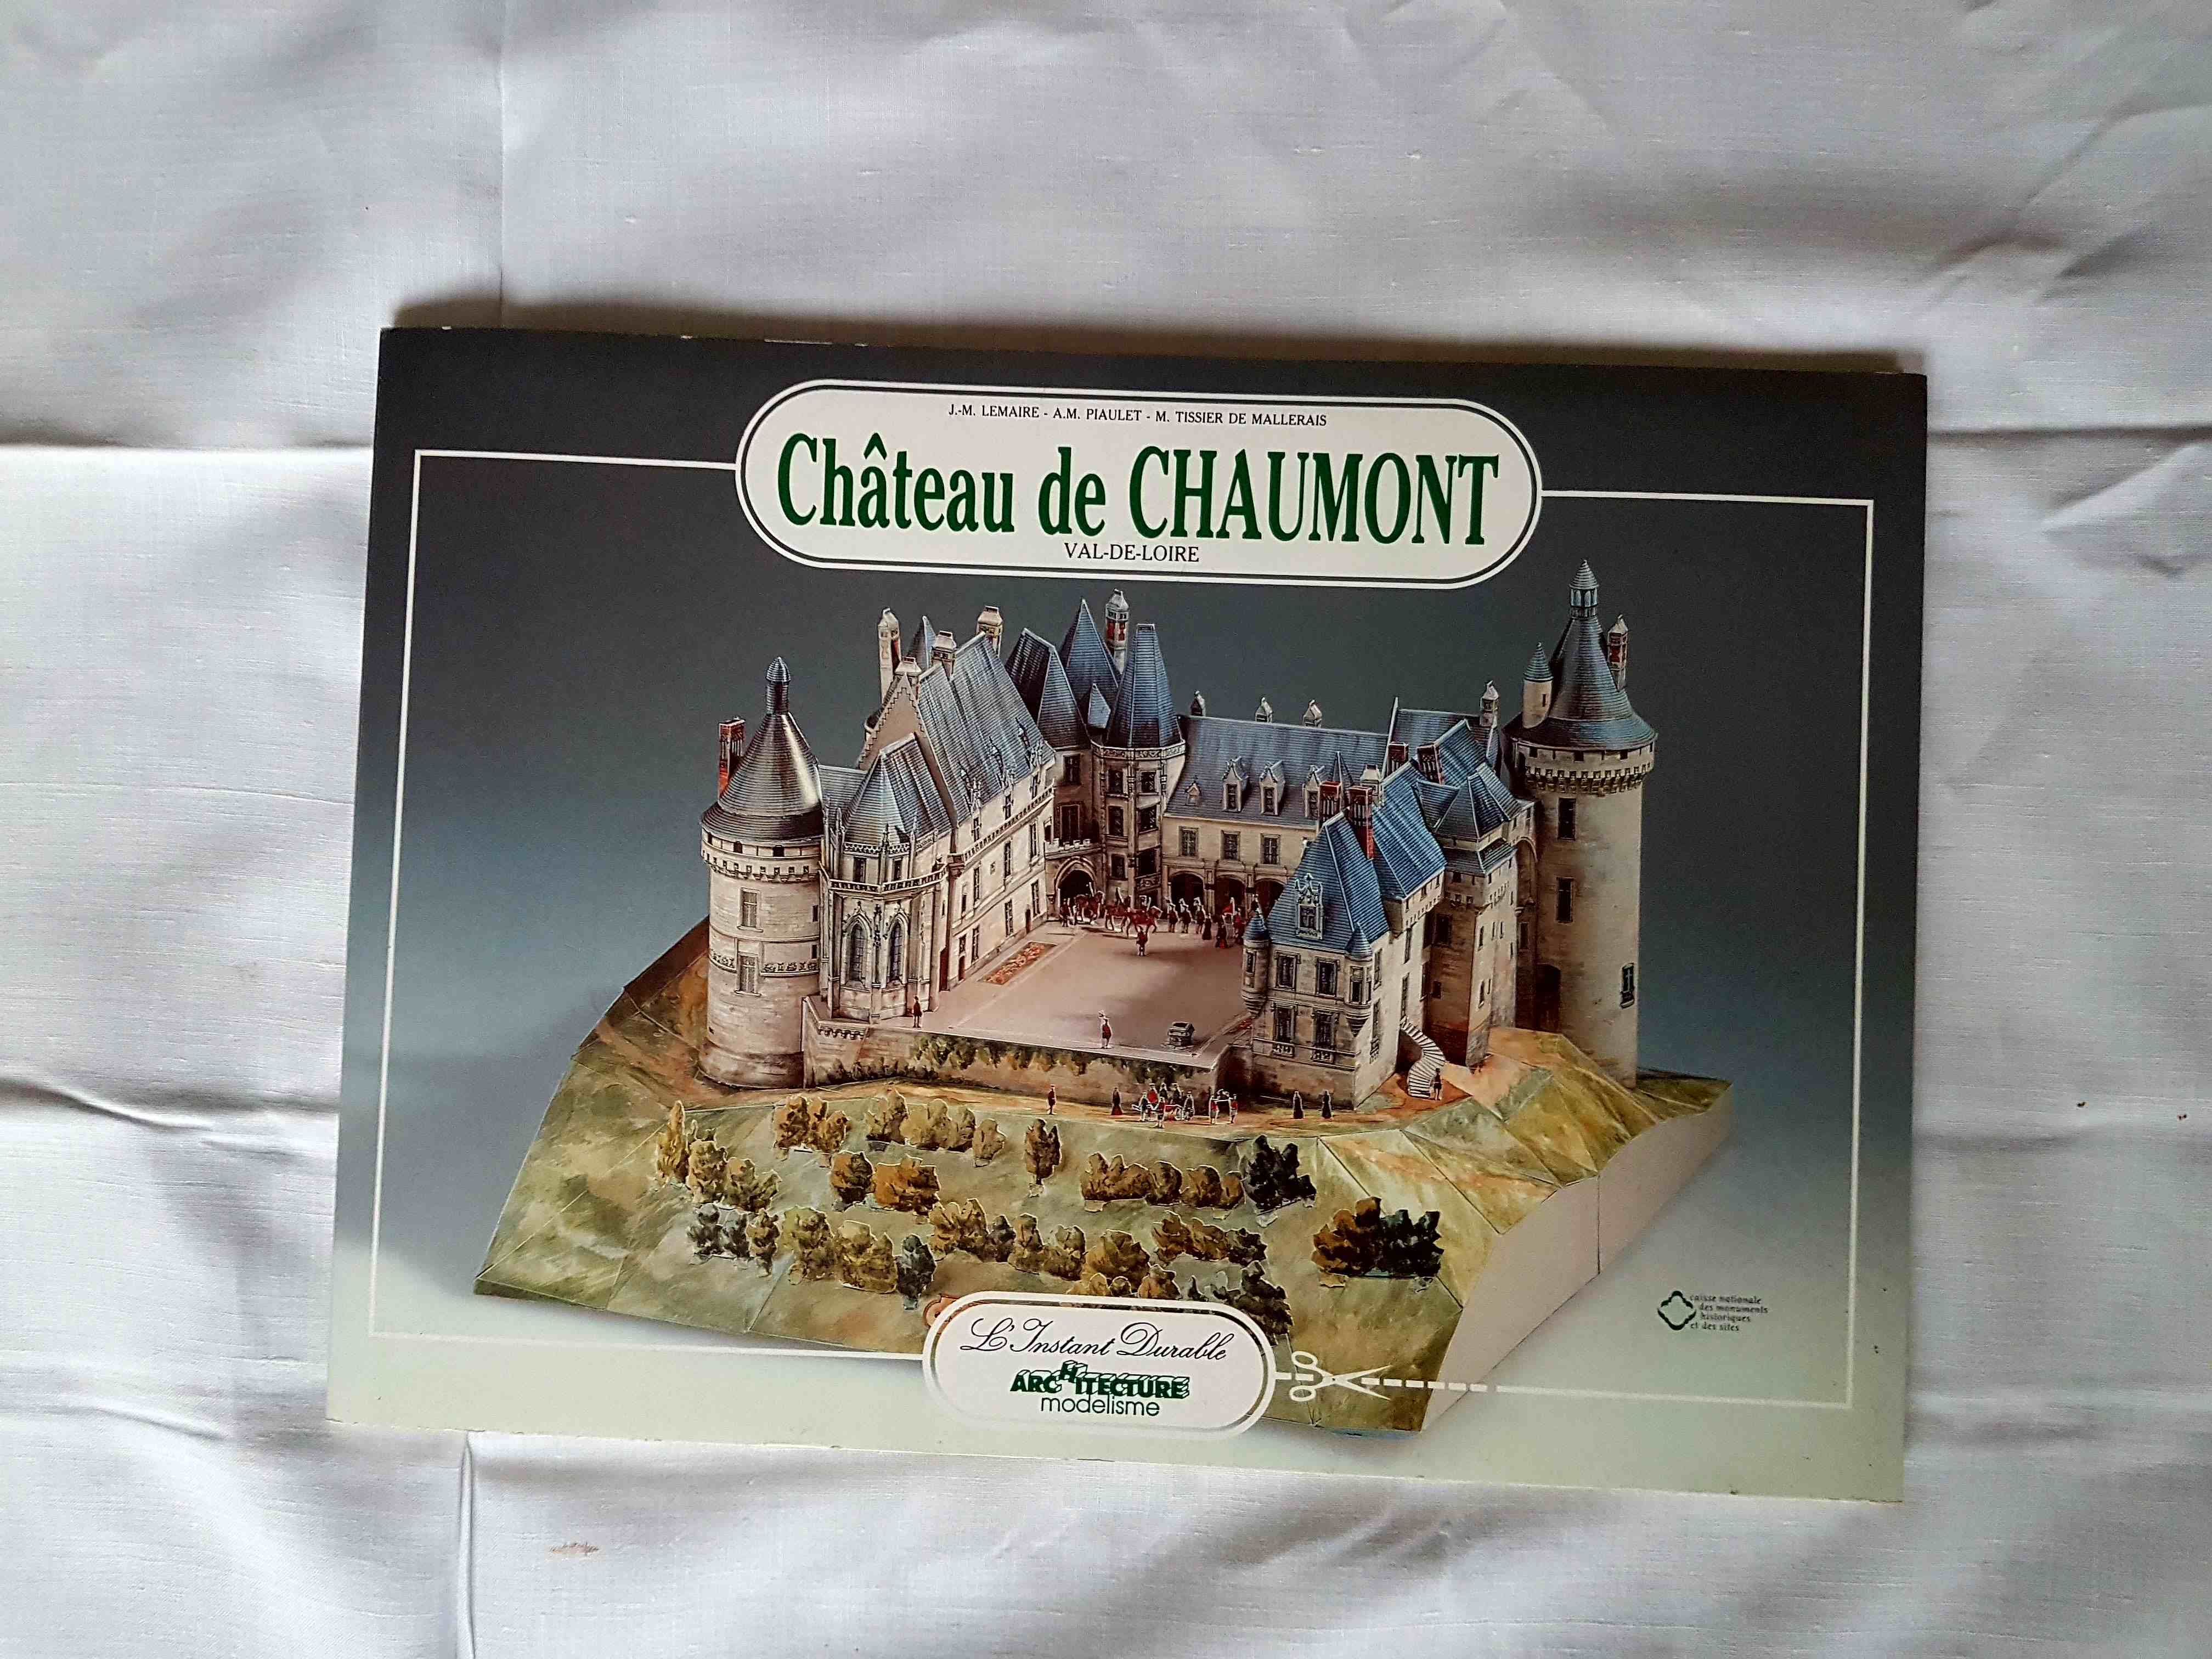 J.-M. LEMAIRE - A.M. PIAULET - M. TISSIER DE MALLERAIS
Château de CHAUMONT
VAL-DE-LOIRE
caisse nationale
des monuments
historiques
et des sites
L'Instant Durable
ARCHITECTURE
modelisme